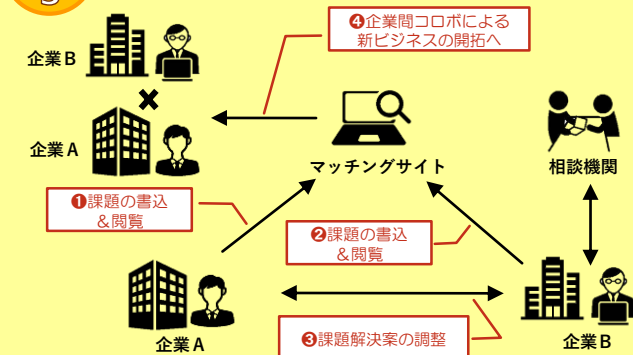 ❹企業間コロボによる
新ビジネスの開拓へ
企業B
企業A
マッチングサイト
相談機関
❶課題の書込
&閲覧
❷課題の書込
&閲覧
❸課題解決案の調整
企業A
企業B